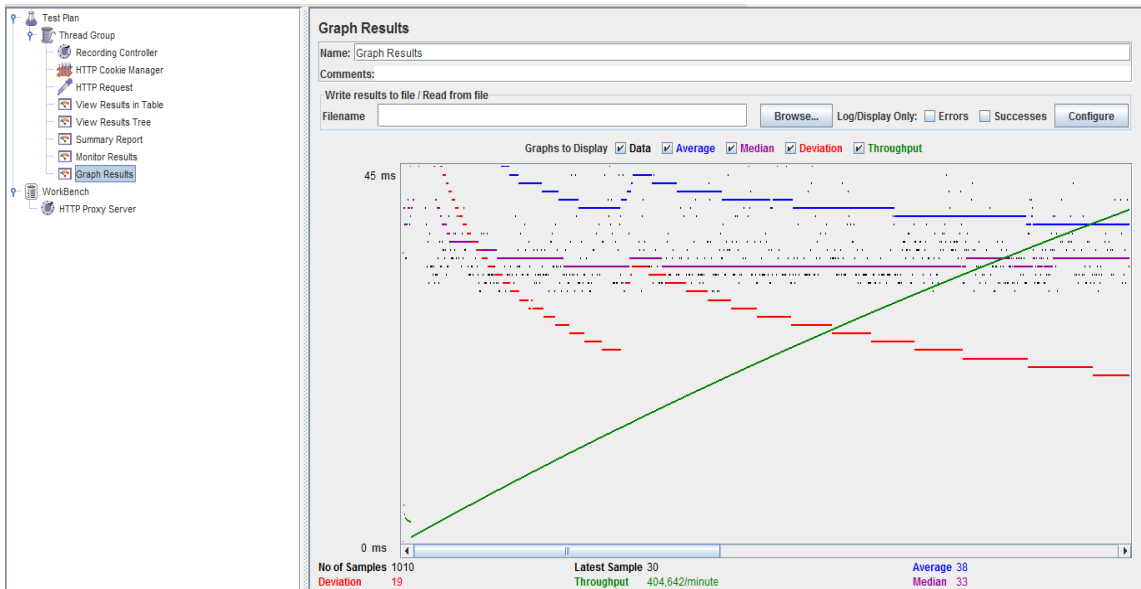 Test Plan
Thread Group
Recording Controller
HTTP Cookie Manager
HTTP Request
View Results in Table
View Results Tree
Summary Report
Monitor Results
Graph Results
WorkBench
HTTP Proxy Server
Graph Results
Name: Graph Results
Comments:
Write results to file / Read from file
Filename Browse... Log/Display Only: Errors Successes Configure
Graphs to Display Data Average Median Deviation Throughput
45 ms
0 ms
No of Samples 1010 Latest Sample 30 Average 38
Deviation 19 Throughput 404,642/minute Median 33